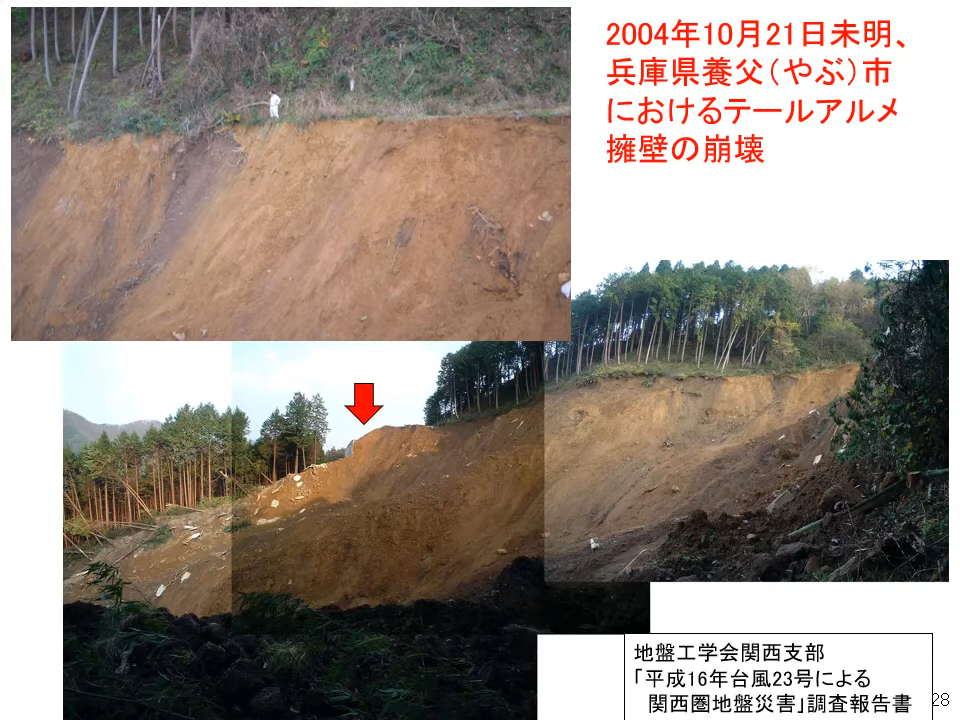 2004年10月21日未明、
兵庫県養父（やぶ）市
におけるテールアルメ
擁壁の崩壊
地盤工学会関西支部
「平成16年台風23号による
関西圏地盤災害」調査報告書
28